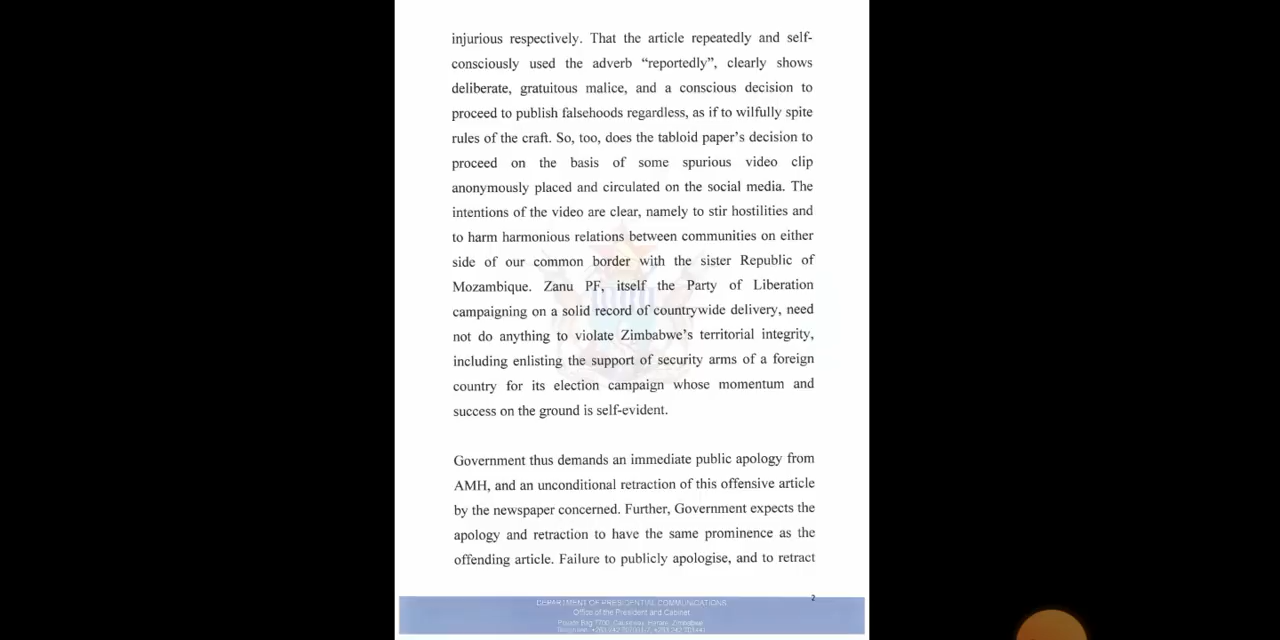 injurious respectively. That the article repeatedly and self-
consciously used the adverb “reportedly”, clearly shows
deliberate, gratuitous malice, and a conscious decision to
proceed to publish falsehoods regardless, as if to wilfully spite
rules of the craft. So, too, does the tabloid paper’s decision to
proceed on the basis of some spurious video clip
anonymously placed and circulated on the social media. The
intentions of the video are clear, namely to stir hostilities and
to harm harmonious relations between communities on either
side of our common border with the sister Republic of
Mozambique. Zanu PF, itself the Party of Liberation
campaigning on a solid record of countrywide delivery, need
not do anything to violate Zimbabwe’s territorial integrity,
including enlisting the support of security arms of a foreign
country for its election campaign whose momentum and
success on the ground is self-evident.
Government thus demands an immediate public apology from
AMH, and an unconditional retraction of this offensive article
by the newspaper concerned. Further, Government expects the
apology and retraction to have the same prominence as the
offending article. Failure to publicly apologise, and to retract
2
DEPARTMENT OF PRESIDENTIAL COMMUNICATIONS
Office of the President and Cabinet
Private Bag 7700, Causeway, Harare, Zimbabwe